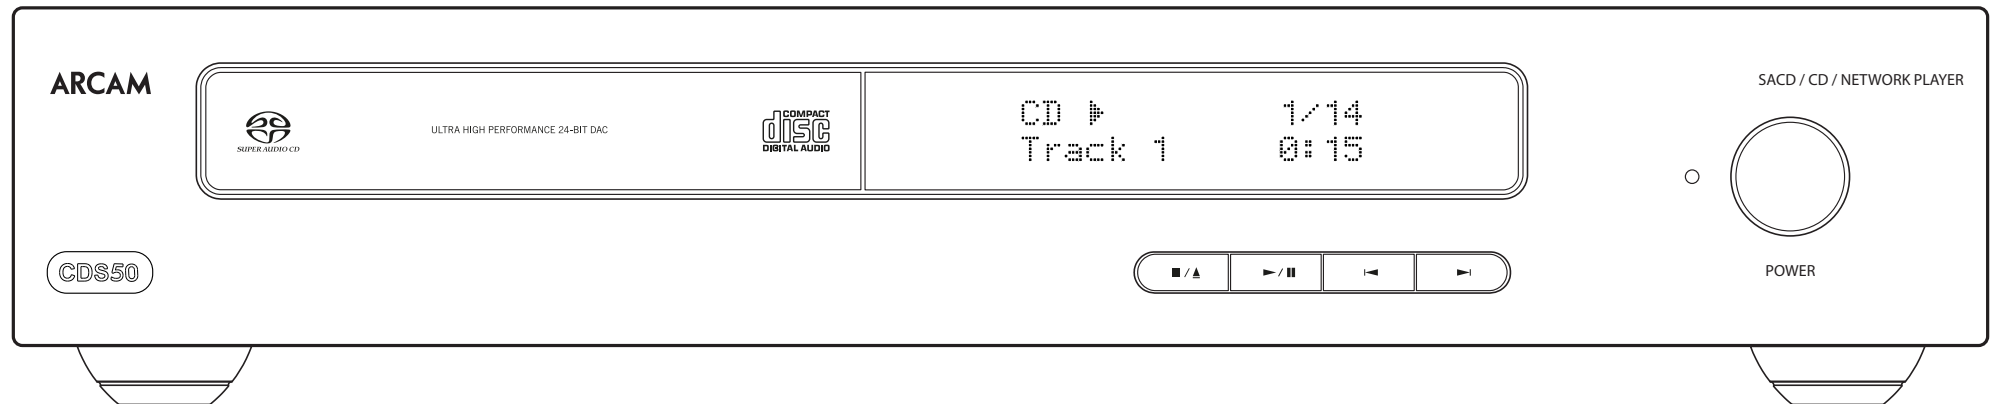 ARCAM
SACD / CD / NETWORK PLAYER
SUPER AUDIO CD
ULTRA HIGH PERFORMANCE 24-BIT DAC
COMPACT
disc
DIGITAL AUDIO
CD 1/14
Track 1 0:15
CDS50
POWER